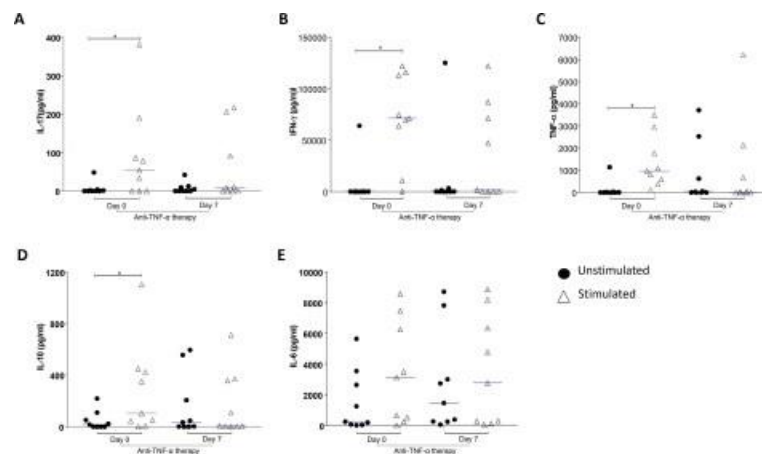 A
B
C
IL-17(pg/ml)
400
300
200
100
0
*
Day 0
Day 7
Anti-TNF-α therapy
IFN-γ (pg/ml)
150000
100000
50000
0
*
Day 0
Day 7
Anti-TNF-α therapy
TNF-α (pg/ml)
7000
6000
5000
4000
3000
2000
1000
0
*
Day 0
Day 7
Anti-TNF-α therapy
D
E
IL-10 (pg/ml)
1200
800
400
0
*
Day 0
Day 7
Anti-TNF-α therapy
IL-6 (pg/ml)
10000
8000
6000
4000
2000
0
Day 0
Day 7
Anti-TNF-α therapy
Unstimulated
Stimulated